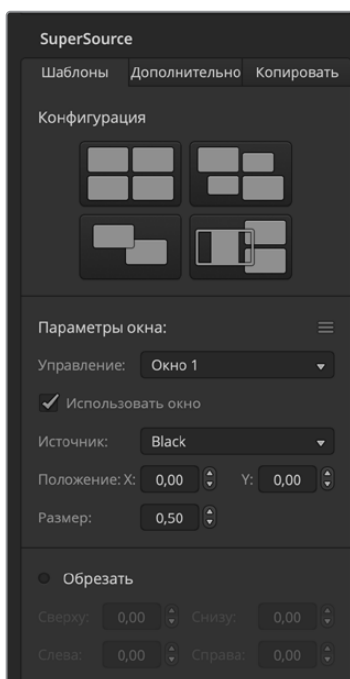 SuperSource
Шаблоны Дополнительно Копировать
Конфигурация
Параметры окна:
Управление: Окно 1
Использовать окно
Источник: Black
Положение: X: 0,00 Y: 0,00
Размер: 0,50
Обрезать
Сверху: 0,00 Снизу: 0,00
Слева: 0,00 Справа: 0,00